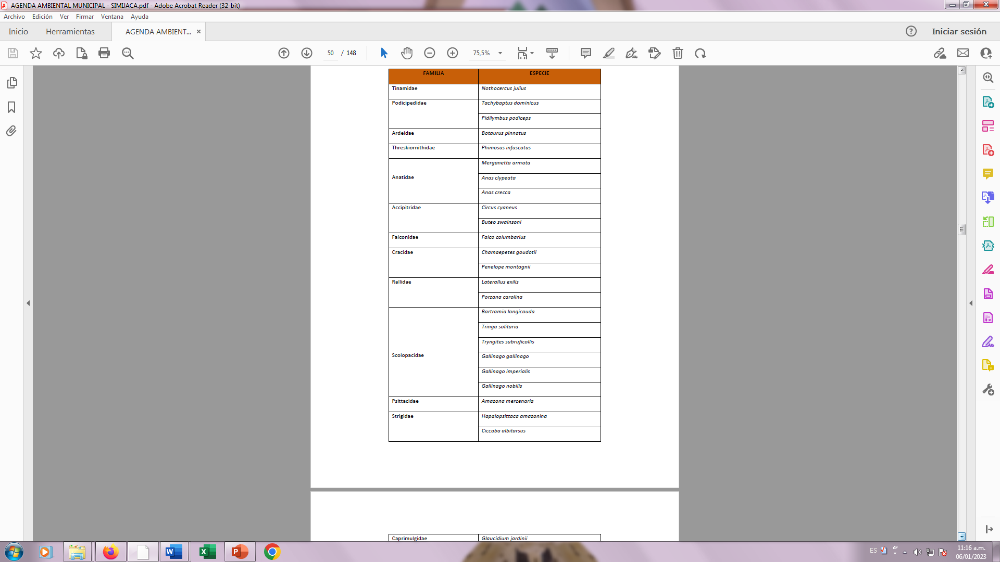 AGENDA AMBIENTAL MUNICIPAL - SIMIJACA.pdf - Adobe Acrobat Reader (32-bit)
Archivo Edición Ver Firmar Ventana Ayuda
Inicio Herramientas AGENDA AMBIENT... × Iniciar sesión
50 / 148 75,5%
FAMILIA ESPECIE
Tinamidae Nothocercus julius
Podicipedidae Tachybaptus dominicus
Pidilymbus podiceps
Ardeidae Botaurus pinnatus
Threskiornithidae Phimosus infuscatus
Merganetta armata
Anatidae Anas clypeata
Anas crecca
Accipitridae Circus cyaneus
Buteo swainsoni
Falconidae Falco columbarius
Cracidae Chamaepetes goudotii
Penelope montagnii
Rallidae Laterallus exilis
Porzana carolina
Bartramia longicauda
Tringa solitaria
Tryngites subruficollis
Scolopacidae Gallinago gallinago
Gallinago imperialis
Gallinago nobilis
Psittacidae Amazona mercenaria
Strigidae Hapalopsittaca amazonina
Ciccaba albitarsus
Caprimulgidae Glaucidium jardinii
ES 11:16 a.m.
06/01/2023